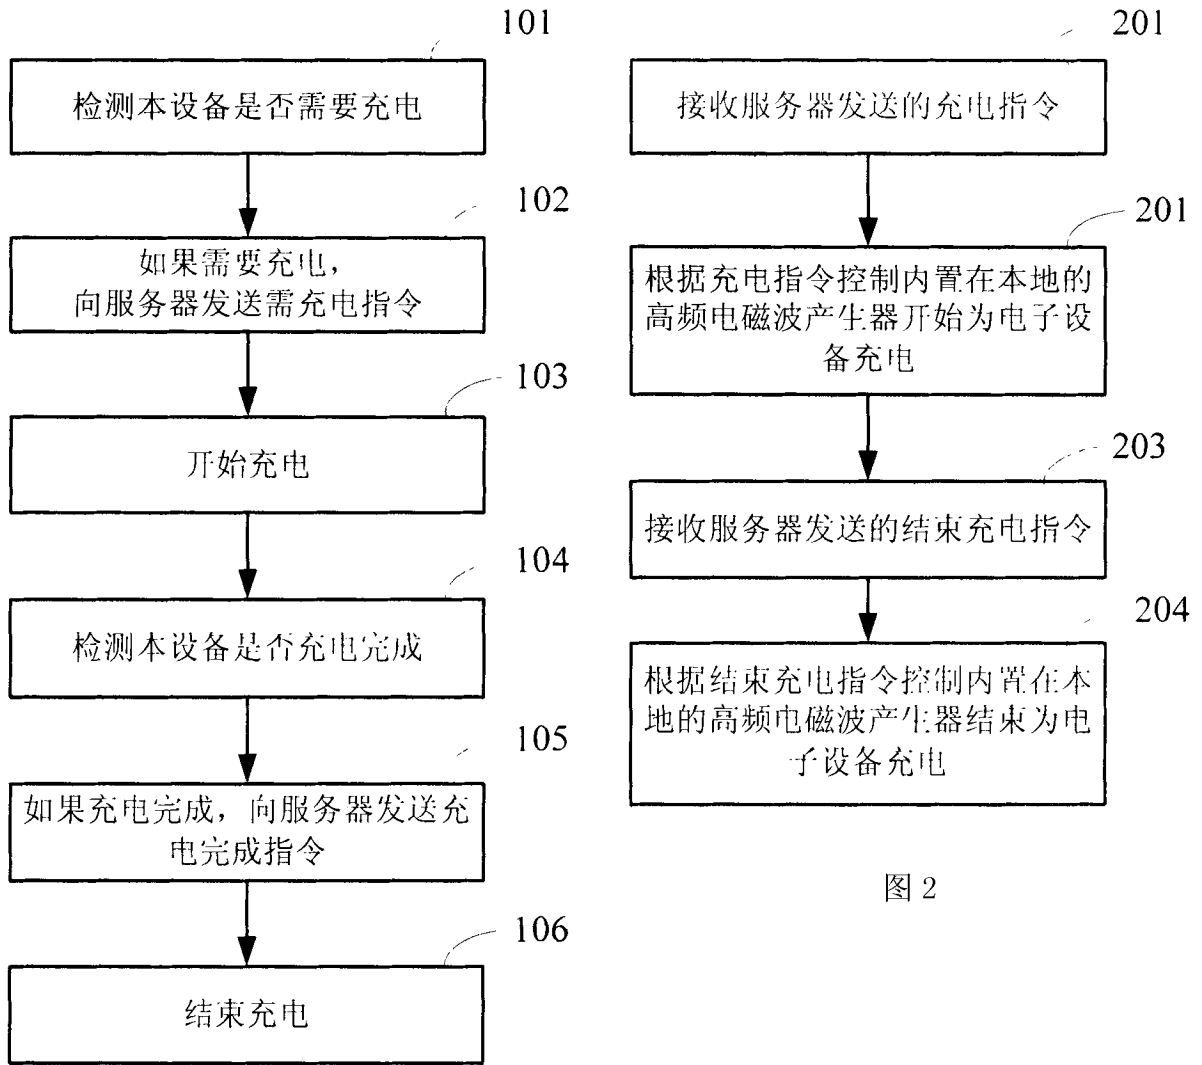 101
检测本设备是否需要充电
102
如果需要充电，
向服务器发送需充电指令
103
开始充电
104
检测本设备是否充电完成
105
如果充电完成，向服务器发送充
电完成指令
106
结束充电
201
接收服务器发送的充电指令
201
根据充电指令控制内置在本地的
高频电磁波产生器开始为电子设
备充电
203
接收服务器发送的结束充电指令
204
根据结束充电指令控制内置在本
地的高频电磁波产生器结束为电
子设备充电
图 2